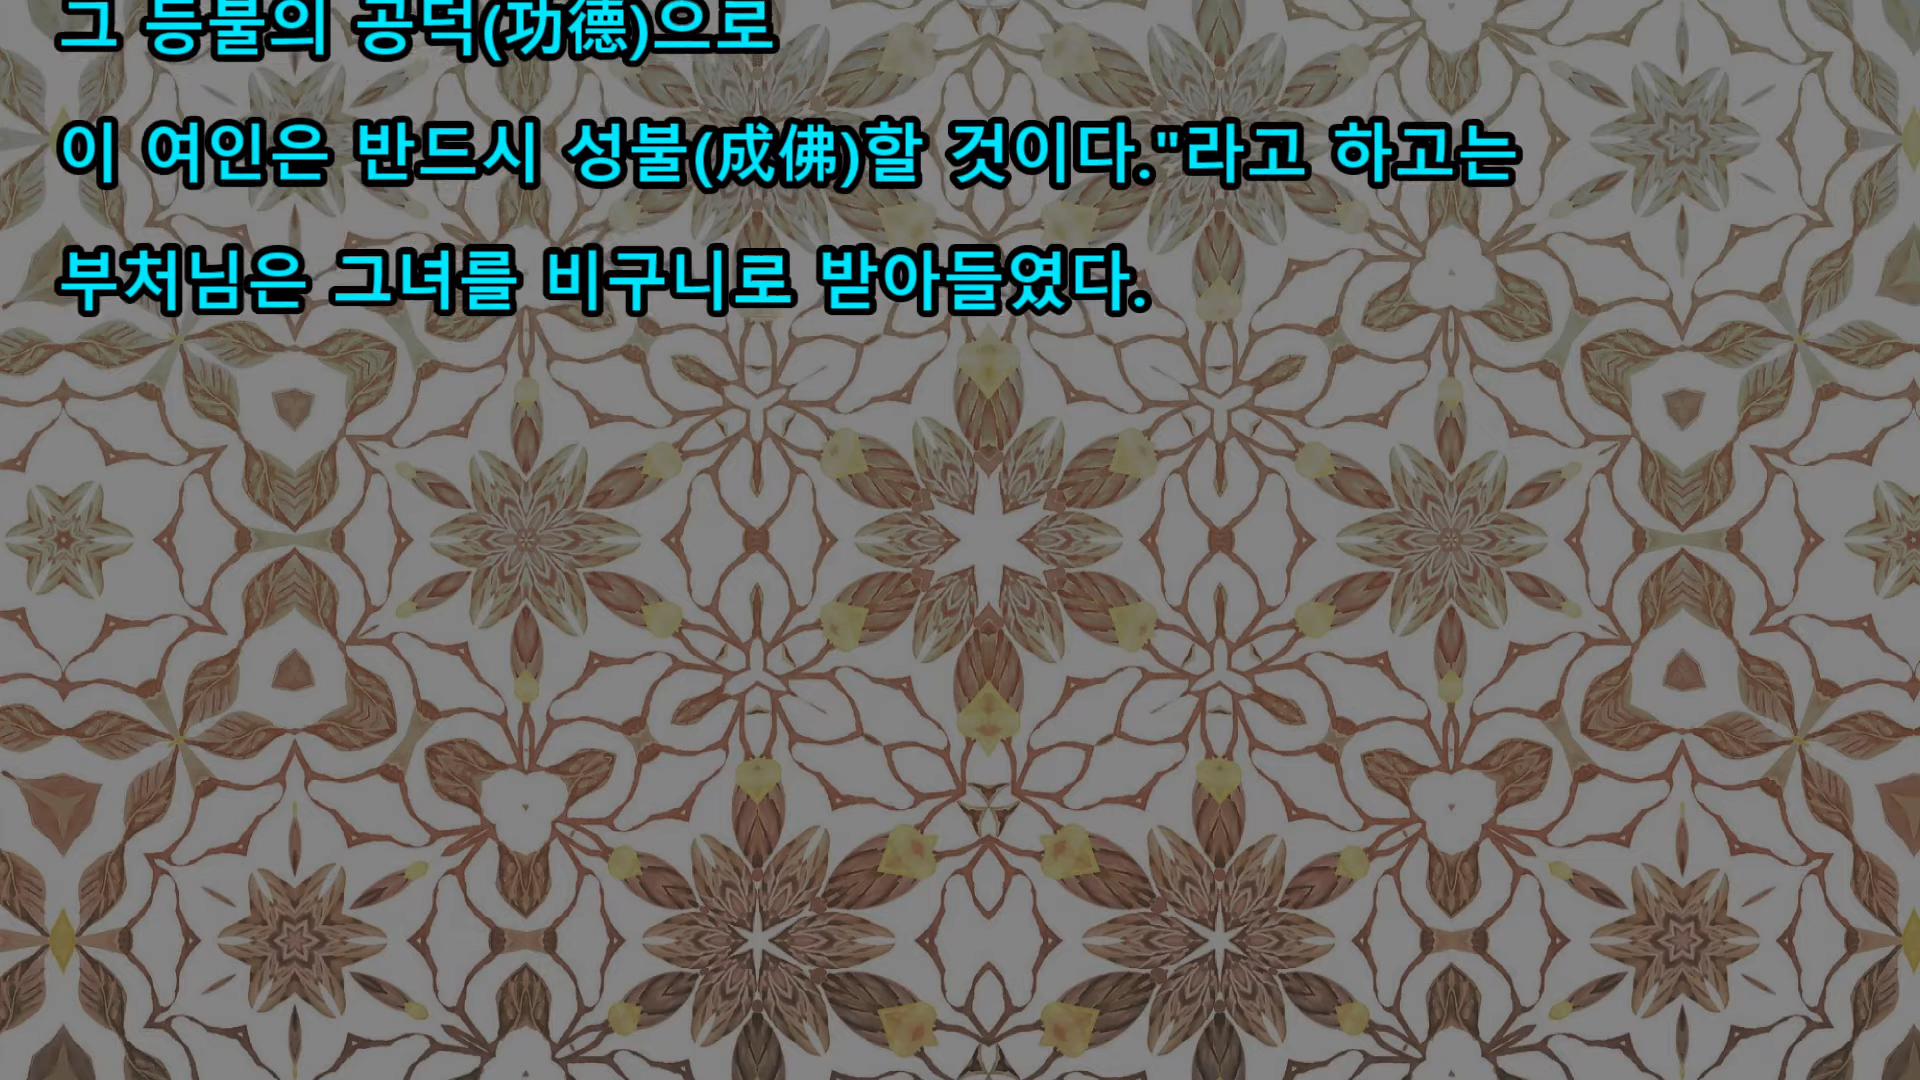 그 등불의 공덕(功德)으로
이 여인은 반드시 성불(成佛)할 것이다."라고 하고는
부처님은 그녀를 비구니로 받아들였다.